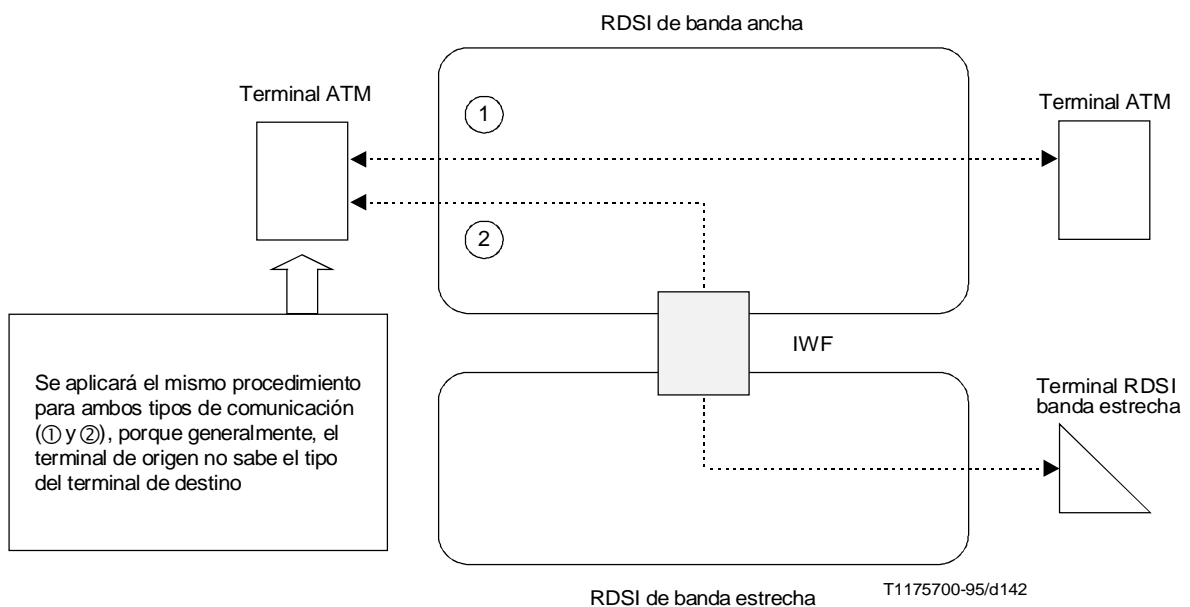 RDSI de banda ancha
Terminal ATM
Terminal ATM
1
2
IWF
Se aplicará el mismo procedimiento
para ambos tipos de comunicación
(① y ②), porque generalmente, el
terminal de origen no sabe el tipo
del terminal de destino
Terminal RDSI
banda estrecha
RDSI de banda estrecha
T1175700-95/d142